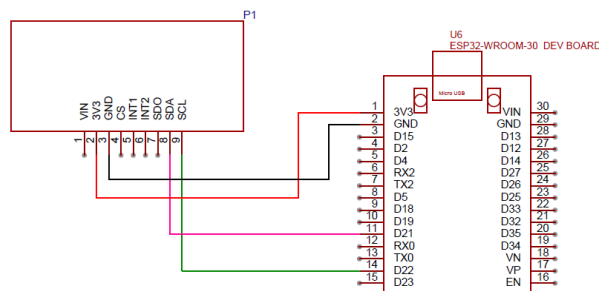 P1
VIN
3V3
GND
CS
INT1
INT2
SDO
SDA
SCL
1
2
3
4
5
6
7
8
9
U6
ESP32-WROOM-30 DEV BOARD
Micro USB
1 3V3 VIN 30
2 GND GND 29
3 D15 D13 28
4 D2 D12 27
5 D4 D14 26
6 RX2 D27 25
7 TX2 D26 24
8 D5 D25 23
9 D18 D33 22
10 D19 D32 21
11 D21 D35 20
12 RX0 D34 19
13 TX0 VN 18
14 D22 VP 17
15 D23 EN 16